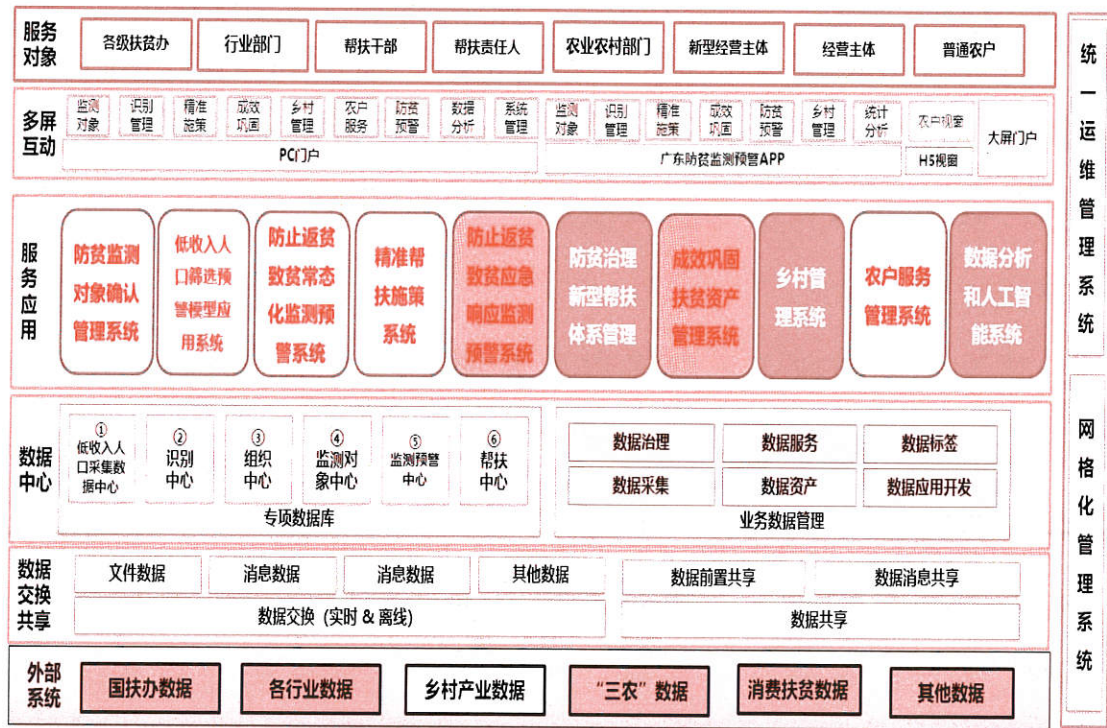 服务
对象
各级扶贫办
行业部门
帮扶干部
帮扶责任人
农业农村部门
新型经营主体
经营主体
普通农户
多屏
互动
监测
对象
识别
管理
精准
施策
成效
巩固
乡村
管理
农户
服务
防贫
预警
数据
分析
系统
管理
PC门户
监测
对象
识别
管理
精准
施策
成效
巩固
防贫
预警
乡村
管理
统计
分析
广东防贫监测预警APP
农户视窗
H5视窗
大屏门户
服
务
应
用
防贫监测
对象确认
管理系统
低收入人
口筛选预
警模型应
用系统
防止返贫
致贫常态
化监测预
警系统
精准帮
扶施策
系统
防止返贫
致贫应急
响应监测
预警系统
防贫治理
新型帮扶
体系管理
成效巩固
扶贫资产
管理系统
乡村管
理系统
农户服务
管理系统
数据分析
和人工智
能系统
数据
中心
①
低收入人
口采集数
据中心
②
识别
中心
③
组织
中心
④
监测对
象中心
⑤
监测预警
中心
⑥
帮扶
中心
专项数据库
数据治理
数据服务
数据标签
数据采集
数据资产
数据应用开发
业务数据管理
数据
交换
共享
文件数据
消息数据
消息数据
其他数据
数据交换 (实时 & 离线)
数据前置共享
数据消息共享
数据共享
外部
系统
国扶办数据
各行业数据
乡村产业数据
“三农”数据
消费扶贫数据
其他数据
统
一
运
维
管
理
系
统
网
格
化
管
理
系
统